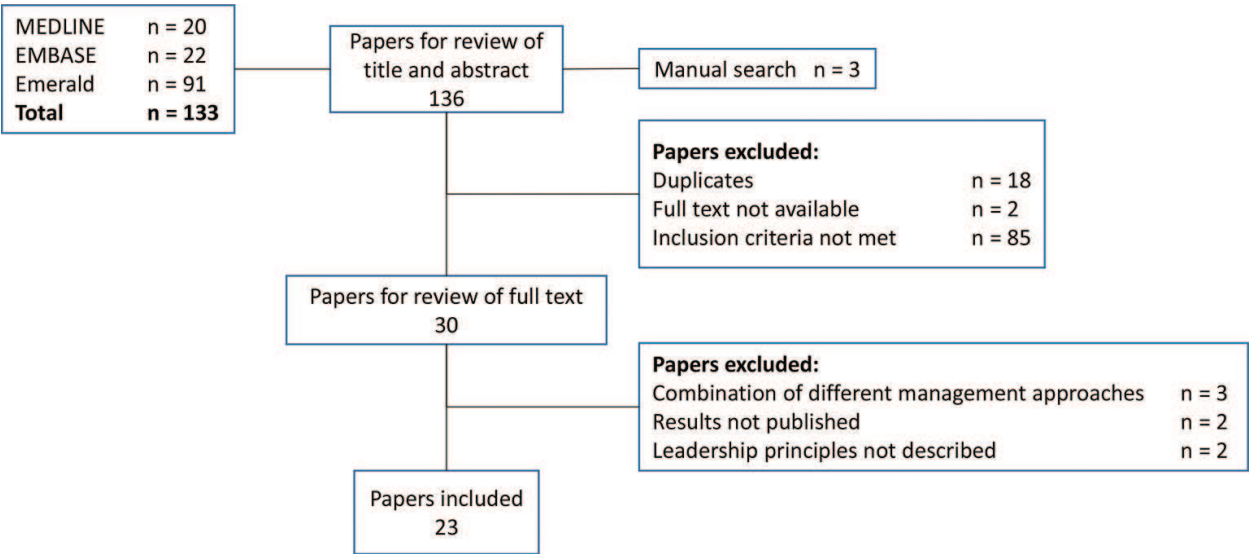 MEDLINE n = 20
EMBASE n = 22
Emerald n = 91
Total n = 133
Papers for review of
title and abstract
136
Manual search n = 3
Papers excluded:
Duplicates n = 18
Full text not available n = 2
Inclusion criteria not met n = 85
Papers for review of full text
30
Papers excluded:
Combination of different management approaches n = 3
Results not published n = 2
Leadership principles not described n = 2
Papers included
23